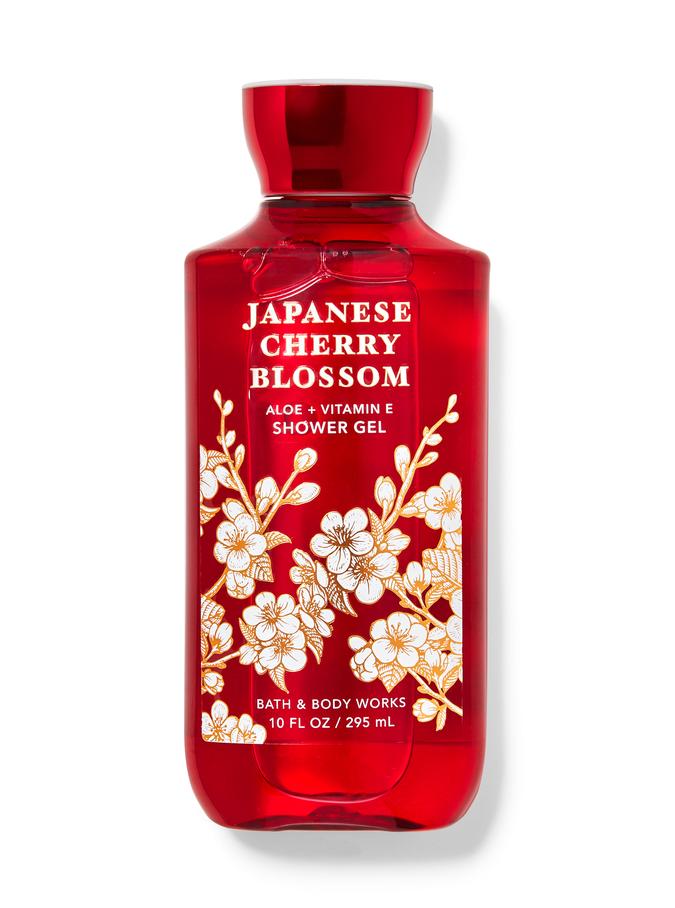 JAPANESE
CHERRY
BLOSSOM
ALOE + VITAMIN E
SHOWER GEL
BATH & BODY WORKS
10 FL OZ / 295 mL